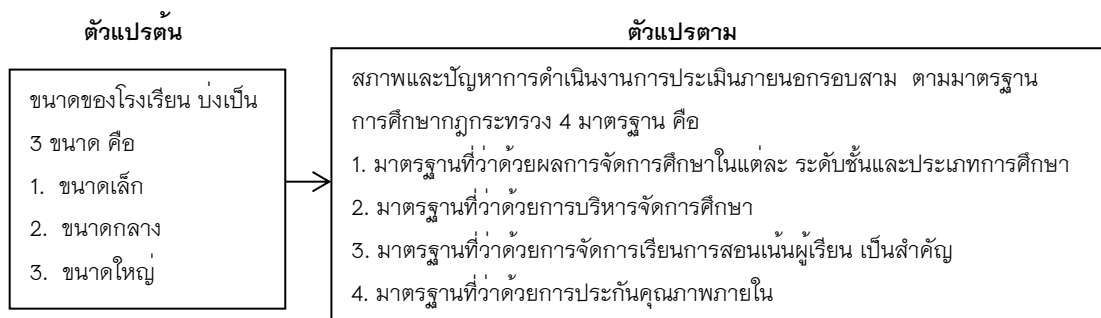 ตัวแปรต้น
ตัวแปรตาม
ขนาดของโรงเรียน บ่งเป็น
3 ขนาด คือ
1. ขนาดเล็ก
2. ขนาดกลาง
3. ขนาดใหญ่
สภาพและปัญหาการดำเนินงานการประเมินภายนอกรอบสาม ตามมาตรฐาน
การศึกษากฎกระทรวง 4 มาตรฐาน คือ
1. มาตรฐานที่ว่าด้วยผลการจัดการศึกษาในแต่ละ ระดับชั้นและประเภทการศึกษา
2. มาตรฐานที่ว่าด้วยการบริหารจัดการศึกษา
3. มาตรฐานที่ว่าด้วยการจัดการเรียนการสอนเน้นผู้เรียน เป็นสำคัญ
4. มาตรฐานที่ว่าด้วยการประกันคุณภาพภายใน